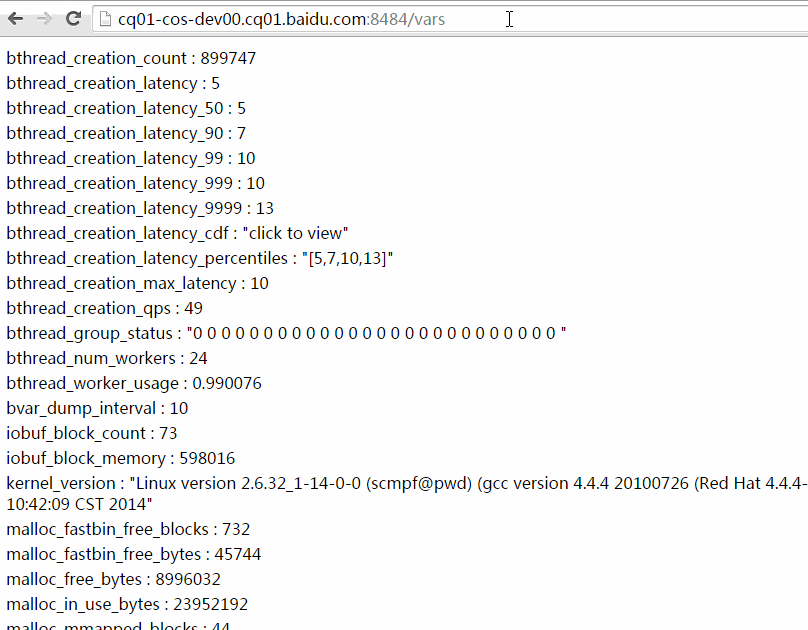 cq01-cos-dev00.cq01.baidu.com:8484/vars
bthread_creation_count : 899747
bthread_creation_latency : 5
bthread_creation_latency_50 : 5
bthread_creation_latency_90 : 7
bthread_creation_latency_99 : 10
bthread_creation_latency_999 : 10
bthread_creation_latency_9999 : 13
bthread_creation_latency_cdf : "click to view"
bthread_creation_latency_percentiles : "[5,7,10,13]"
bthread_creation_max_latency : 10
bthread_creation_qps : 49
bthread_group_status : "0 0 0 0 0 0 0 0 0 0 0 0 0 0 0 0 0 0 0 0 0 0 0 0 0 0 "
bthread_num_workers : 24
bthread_worker_usage : 0.990076
bvar_dump_interval : 10
iobuf_block_count : 73
iobuf_block_memory : 598016
kernel_version : "Linux version 2.6.32_1-14-0-0 (scmpf@pwd) (gcc version 4.4.4 20100726 (Red Hat 4.4.4-
10:42:09 CST 2014"
malloc_fastbin_free_blocks : 732
malloc_fastbin_free_bytes : 45744
malloc_free_bytes : 8996032
malloc_in_use_bytes : 23952192
malloc_mmapped_blocks : 44